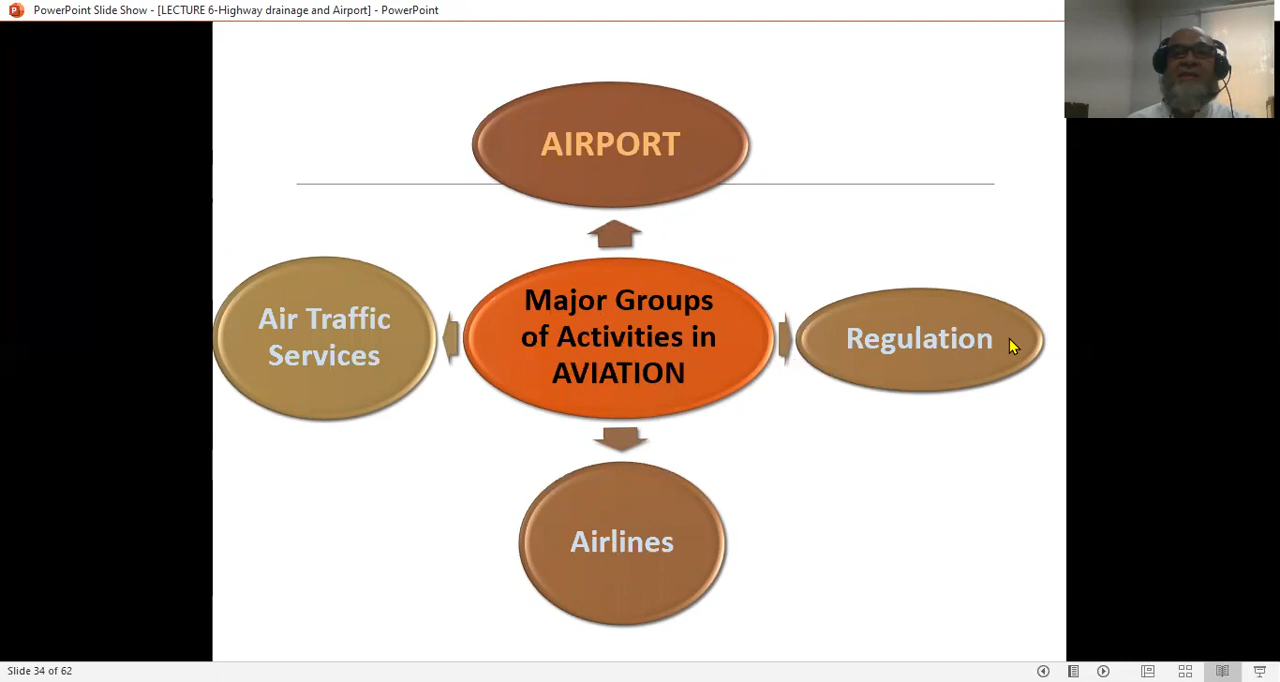 PowerPoint Slide Show - [LECTURE 6-Highway drainage and Airport] - PowerPoint
AIRPORT
Air Traffic
Services
Major Groups
of Activities in
AVIATION
Regulation
Airlines
Slide 34 of 62